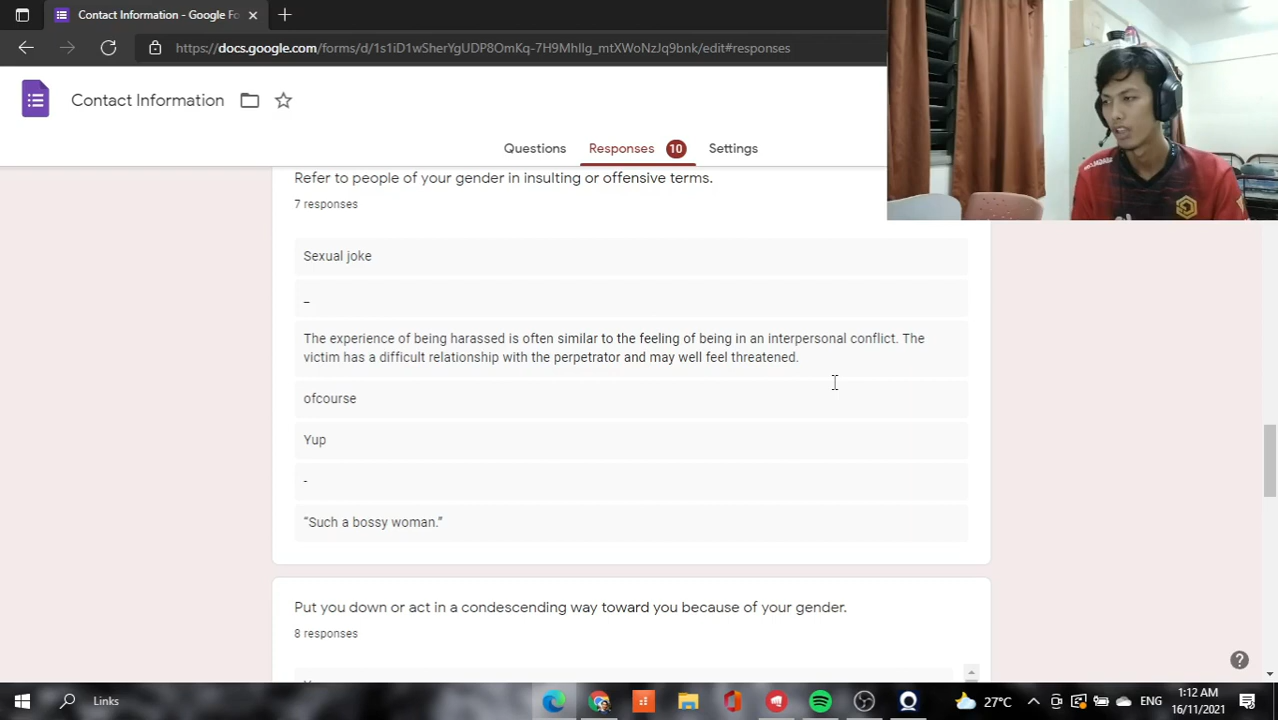 Contact Information - Google Fo
https://docs.google.com/forms/d/1s1iD1wSherYgUDP8OmKq-7H9MhIlg_mtXWoNzJq9bnk/edit#responses
Contact Information
Questions
Responses 10
Settings
Refer to people of your gender in insulting or offensive terms.
7 responses
Sexual joke
_
The experience of being harassed is often similar to the feeling of being in an interpersonal conflict. The
victim has a difficult relationship with the perpetrator and may well feel threatened.
ofcourse
Yup
-
“Such a bossy woman.”
Put you down or act in a condescending way toward you because of your gender.
8 responses
Links
27°C
ENG
1:12 AM
16/11/2021